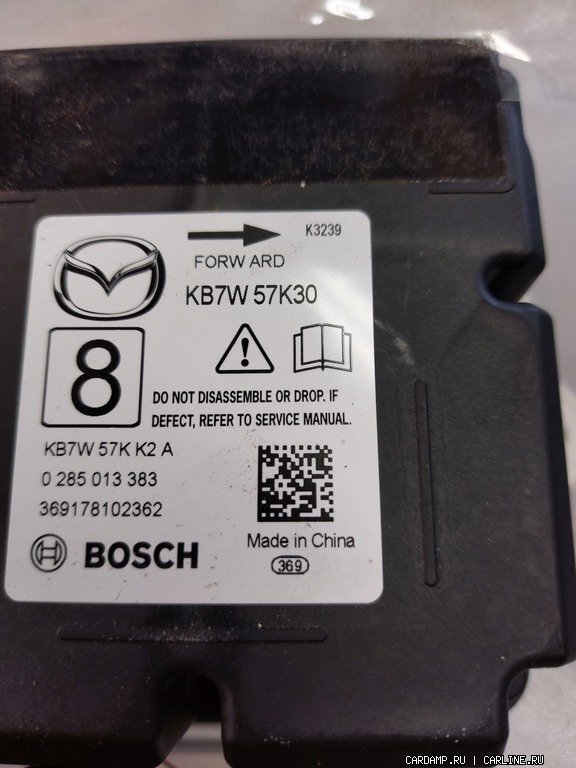 K3239
FORW ARD
KB7W 57K30
8
DO NOT DISASSEMBLE OR DROP. IF
DEFECT, REFER TO SERVICE MANUAL.
KB7W 57K K2 A
0 285 013 383
369178102362
BOSCH
Made in China
369
CARDAMP.RU | CARLINE.RU